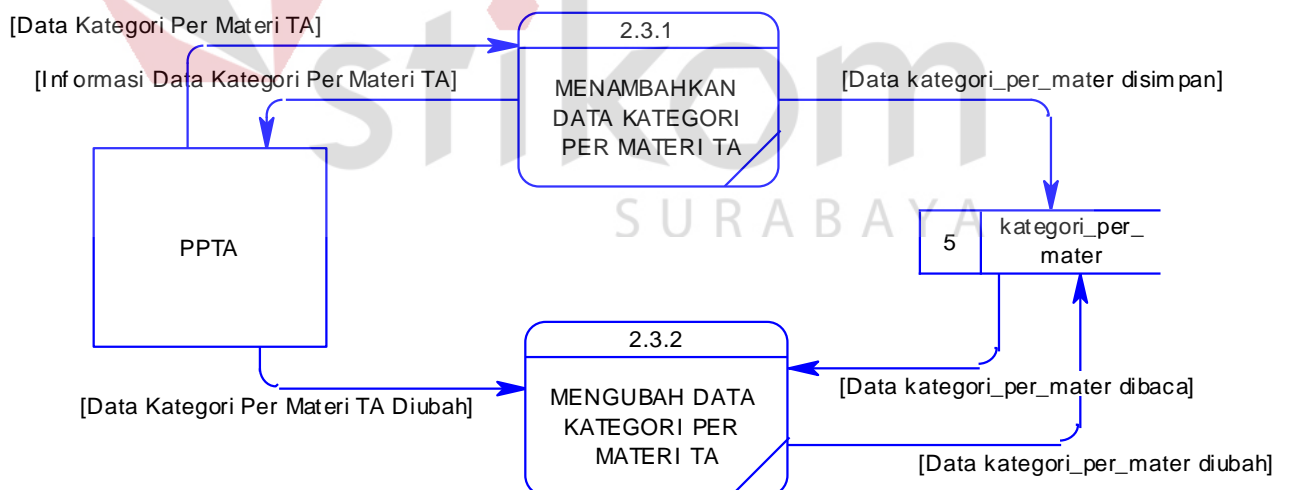 [Data Kategori Per Materi TA]
2.3.1
[Informasi Data Kategori Per Materi TA]
MENAMBAHKAN
DATA KATEGORI
PER MATERI TA
[Data kategori_per_mater disimpan]
stikom
SURABAYA
PPTA
5
kategori_per_
mater
2.3.2
MENGUBAH DATA
KATEGORI PER
MATERI TA
[Data kategori_per_mater dibaca]
[Data Kategori Per Materi TA Diubah]
[Data kategori_per_mater diubah]